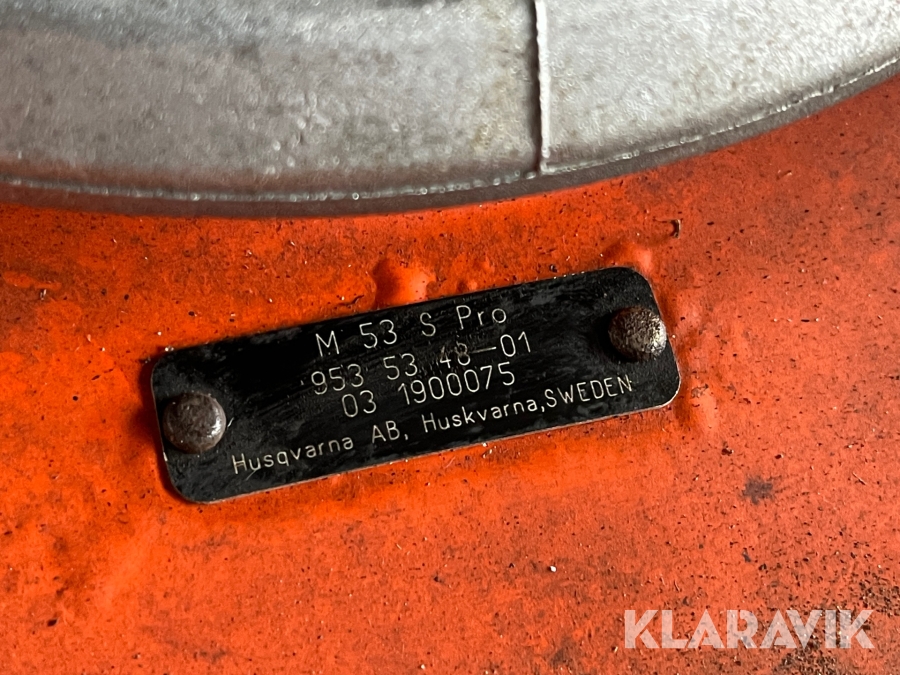 M 53 S Pro
953 53 48-01
03 1900075
Husqvarna AB, Huskvarna, SWEDEN
KLARAVIK